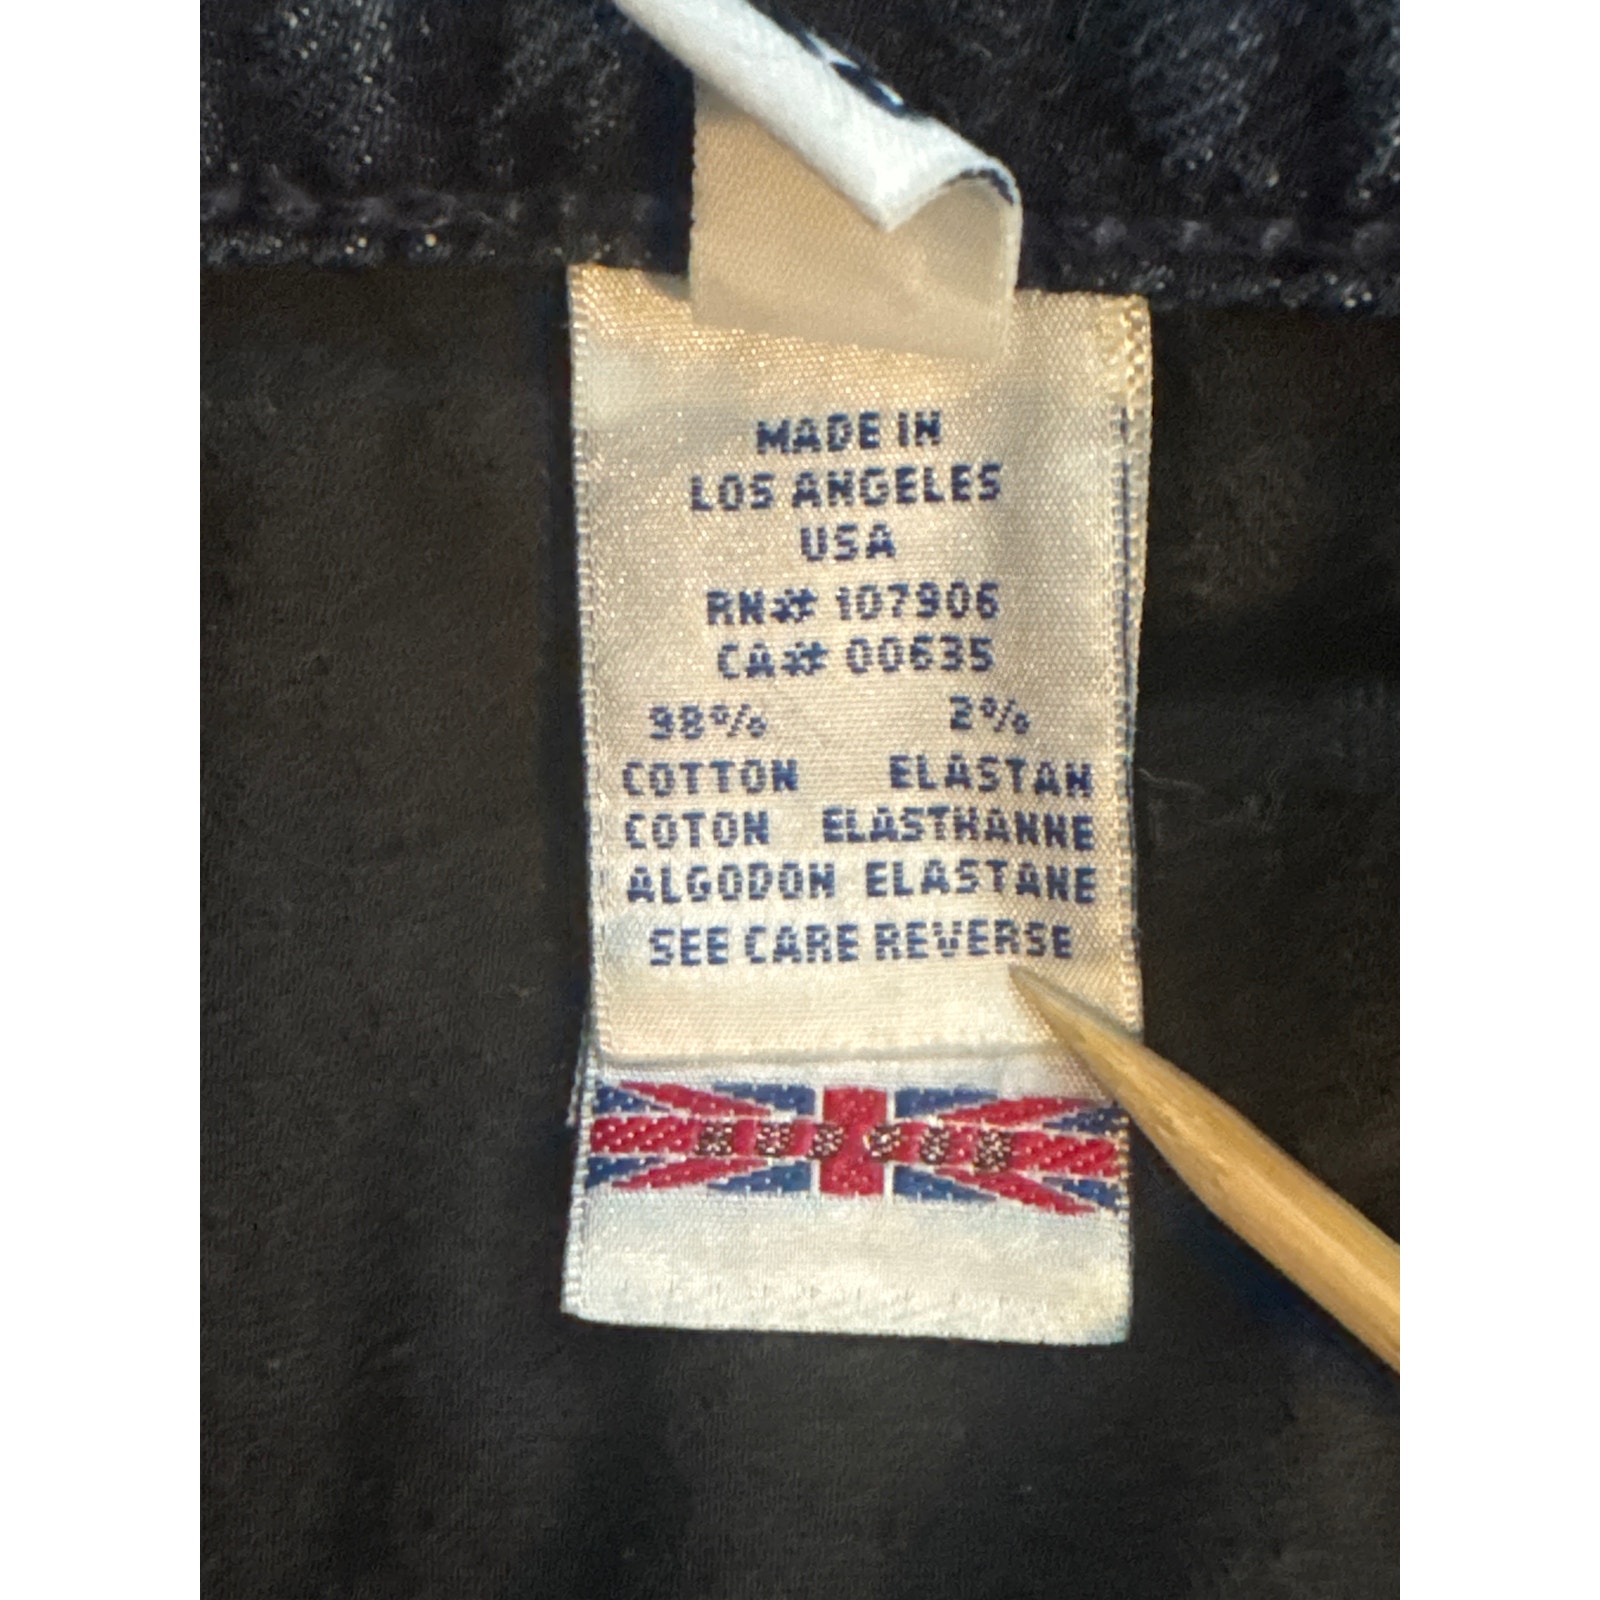 MADE IN
LOS ANGELES
USA
RN# 107906
CA# 00635
98% 2%
COTTON ELASTAN
COTON ELASTHANNE
ALGODON ELASTANE
SEE CARE REVERSE
HUDSON